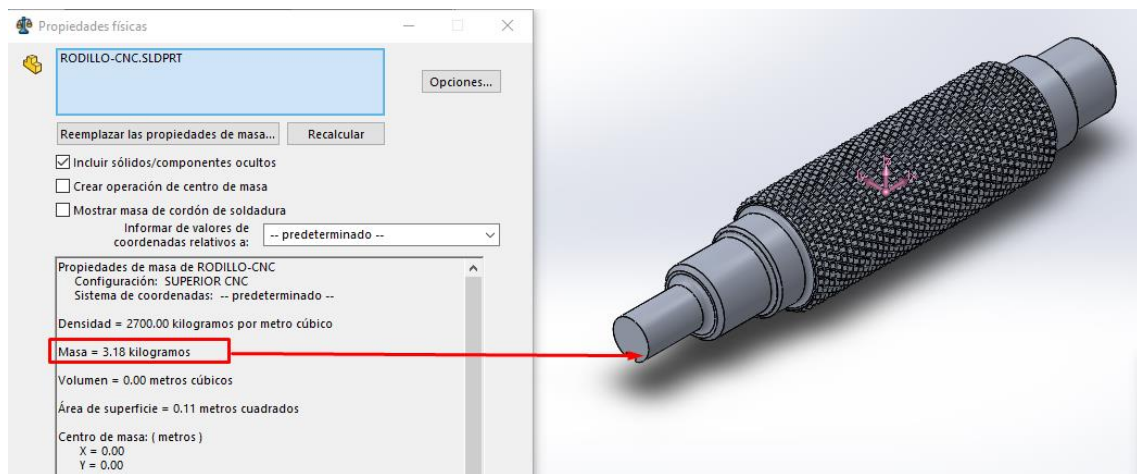 Propiedades físicas
RODILLO-CNC.SLDPRT
Opciones...
Reemplazar las propiedades de masa...
Recalcular
Incluir sólidos/componentes ocultos
Crear operación de centro de masa
Mostrar masa de cordón de soldadura
Informar de valores de
coordenadas relativos a:
-- predeterminado --
Propiedades de masa de RODILLO-CNC
Configuración: SUPERIOR CNC
Sistema de coordenadas: -- predeterminado --
Densidad = 2700.00 kilogramos por metro cúbico
Masa = 3.18 kilogramos
Volumen = 0.00 metros cúbicos
Área de superficie = 0.11 metros cuadrados
Centro de masa: ( metros )
X = 0.00
Y = 0.00